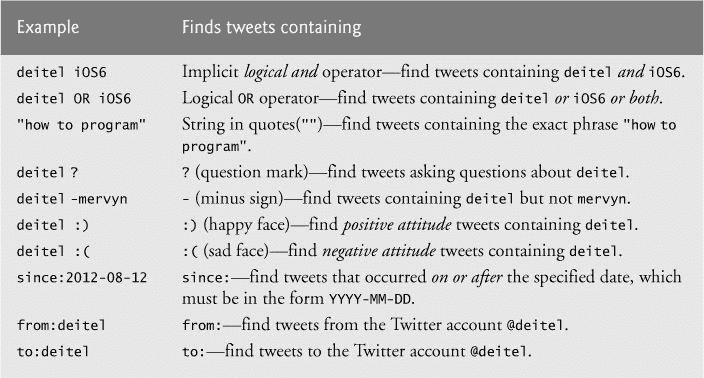 Example Finds tweets containing
deitel iOS6 Implicit logical and operator—find tweets containing deitel and iOS6.
deitel OR iOS6 Logical OR operator—find tweets containing deitel or iOS6 or both.
"how to program" String in quotes("")—find tweets containing the exact phrase "how to
program".
deitel ? ? (question mark)—find tweets asking questions about deitel.
deitel -mervyn - (minus sign)—find tweets containing deitel but not mervyn.
deitel :) :) (happy face)—find positive attitude tweets containing deitel.
deitel :( :( (sad face)—find negative attitude tweets containing deitel.
since:2012-08-12 since:—find tweets that occurred on or after the specified date, which
must be in the form YYYY-MM-DD.
from:deitel from:—find tweets from the Twitter account @deitel.
to:deitel to:—find tweets to the Twitter account @deitel.